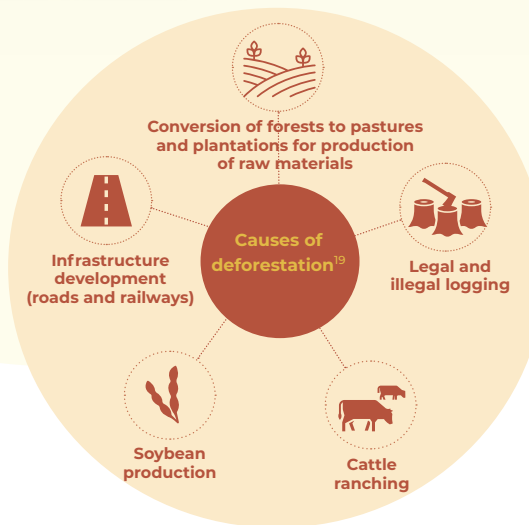 Conversion of forests to pastures
and plantations for production
of raw materials
Causes of
deforestation19
Infrastructure
development
(roads and railways)
Legal and
illegal logging
Soybean
production
Cattle
ranching